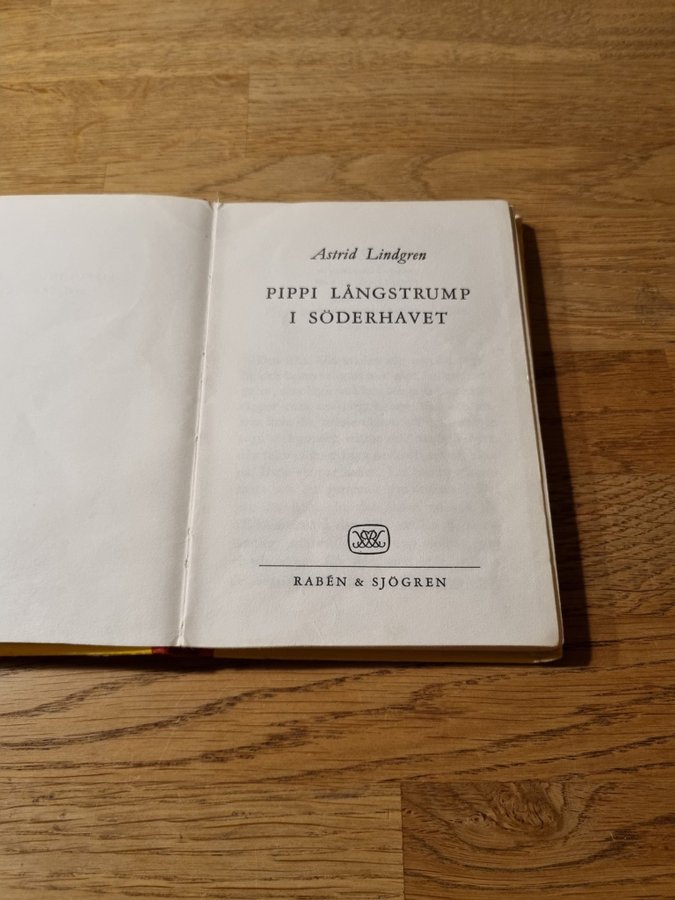 Astrid Lindgren
PIPPI LÅNGSTRUMP
I SÖDERHAVET
RABÉN & SJÖGREN